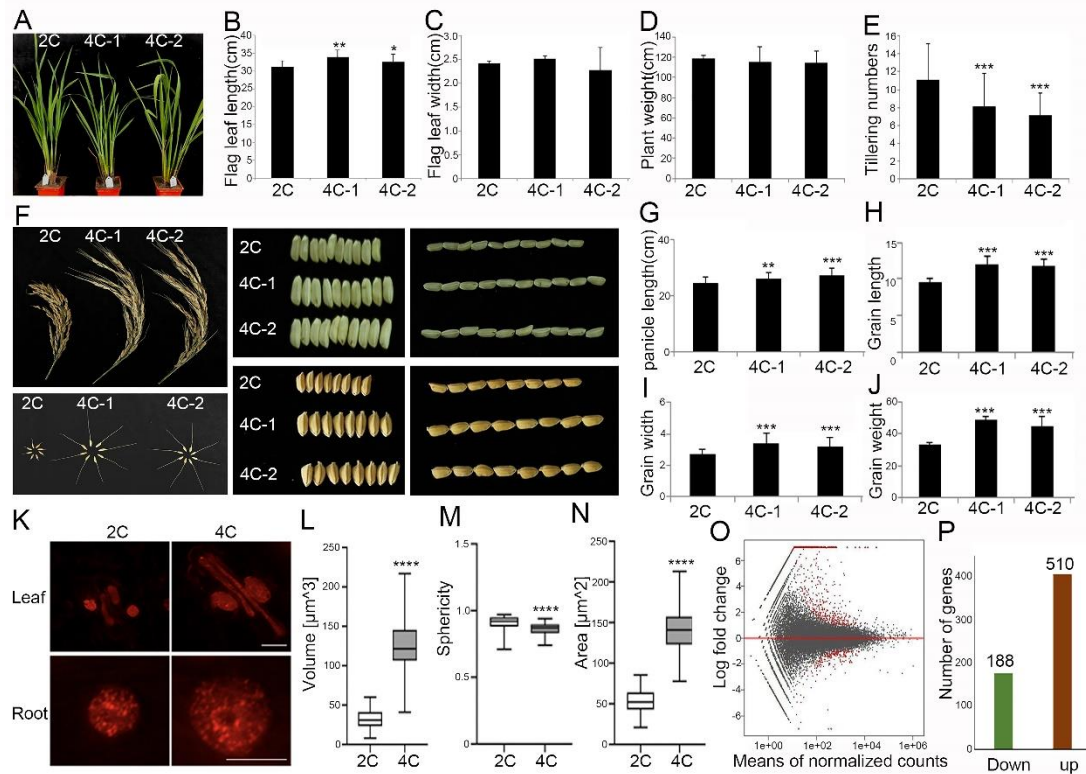 A
2C 4C-1 4C-2
B
Flag leaf length(cm)
40
35
30
25
20
15
10
5
0
** *
2C 4C-1 4C-2
C
Flag leaf width(cm)
3.0
2.5
2.0
1.5
1.0
0.5
0
2C 4C-1 4C-2
D
Plant weight(cm)
140
120
100
80
60
40
20
0
2C 4C-1 4C-2
E
Tillering numbers
16
14
12
10
8
6
4
2
0
*** ***
2C 4C-1 4C-2
F
2C 4C-1 4C-2
2C 4C-1 4C-2
2C
4C-1
4C-2
2C
4C-1
4C-2
G
panicle length(cm)
40
30
20
10
0
** ***
2C 4C-1 4C-2
H
Grain length
15
10
5
0
*** ***
2C 4C-1 4C-2
I
Grain width
6
4
2
0
*** ***
2C 4C-1 4C-2
J
Grain weight
60
40
20
0
*** ***
2C 4C-1 4C-2
K
2C 4C
Leaf
Root
L
Volume [µm^3]
250
200
150
100
50
0
****
2C 4C
M
Sphericity
1.5
1.0
0.5
0.0
****
2C 4C
N
Area [µm^2]
250
200
150
100
50
0
****
2C 4C
O
Log fold change
6
4
2
0
-2
-4
-6
1e+00 1e+02 1e+04 1e+06
Means of normalized counts
P
Number of genes
400
300
200
100
0
188
510
Down up